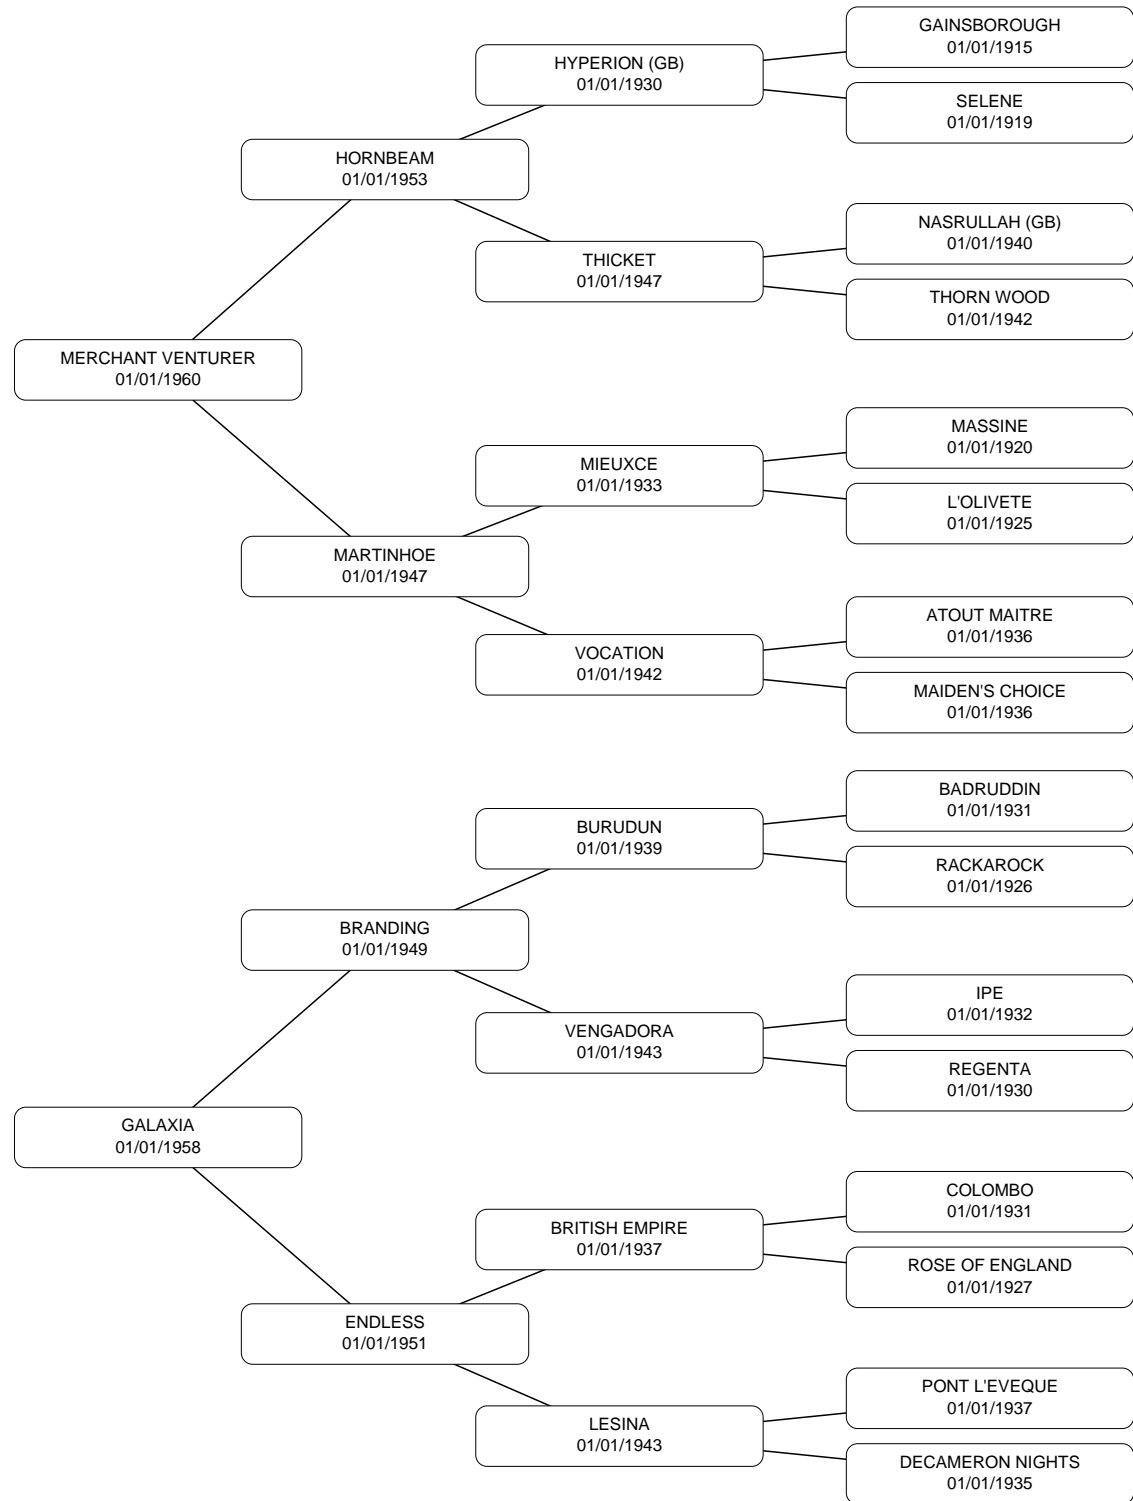 GAINSBOROUGH
01/01/1915
HYPERION (GB)
01/01/1930
SELENE
01/01/1919
HORNBEAM
01/01/1953
NASRULLAH (GB)
01/01/1940
THICKET
01/01/1947
THORN WOOD
01/01/1942
MERCHANT VENTURER
01/01/1960
MASSINE
01/01/1920
MIEUXCE
01/01/1933
L'OLIVETE
01/01/1925
MARTINHOE
01/01/1947
ATOUT MAITRE
01/01/1936
VOCATION
01/01/1942
MAIDEN'S CHOICE
01/01/1936
BADRUDDIN
01/01/1931
BURUDUN
01/01/1939
RACKAROCK
01/01/1926
BRANDING
01/01/1949
IPE
01/01/1932
VENGADORA
01/01/1943
REGENTA
01/01/1930
GALAXIA
01/01/1958
COLOMBO
01/01/1931
BRITISH EMPIRE
01/01/1937
ROSE OF ENGLAND
01/01/1927
ENDLESS
01/01/1951
PONT L'EVEQUE
01/01/1937
LESINA
01/01/1943
DECAMERON NIGHTS
01/01/1935